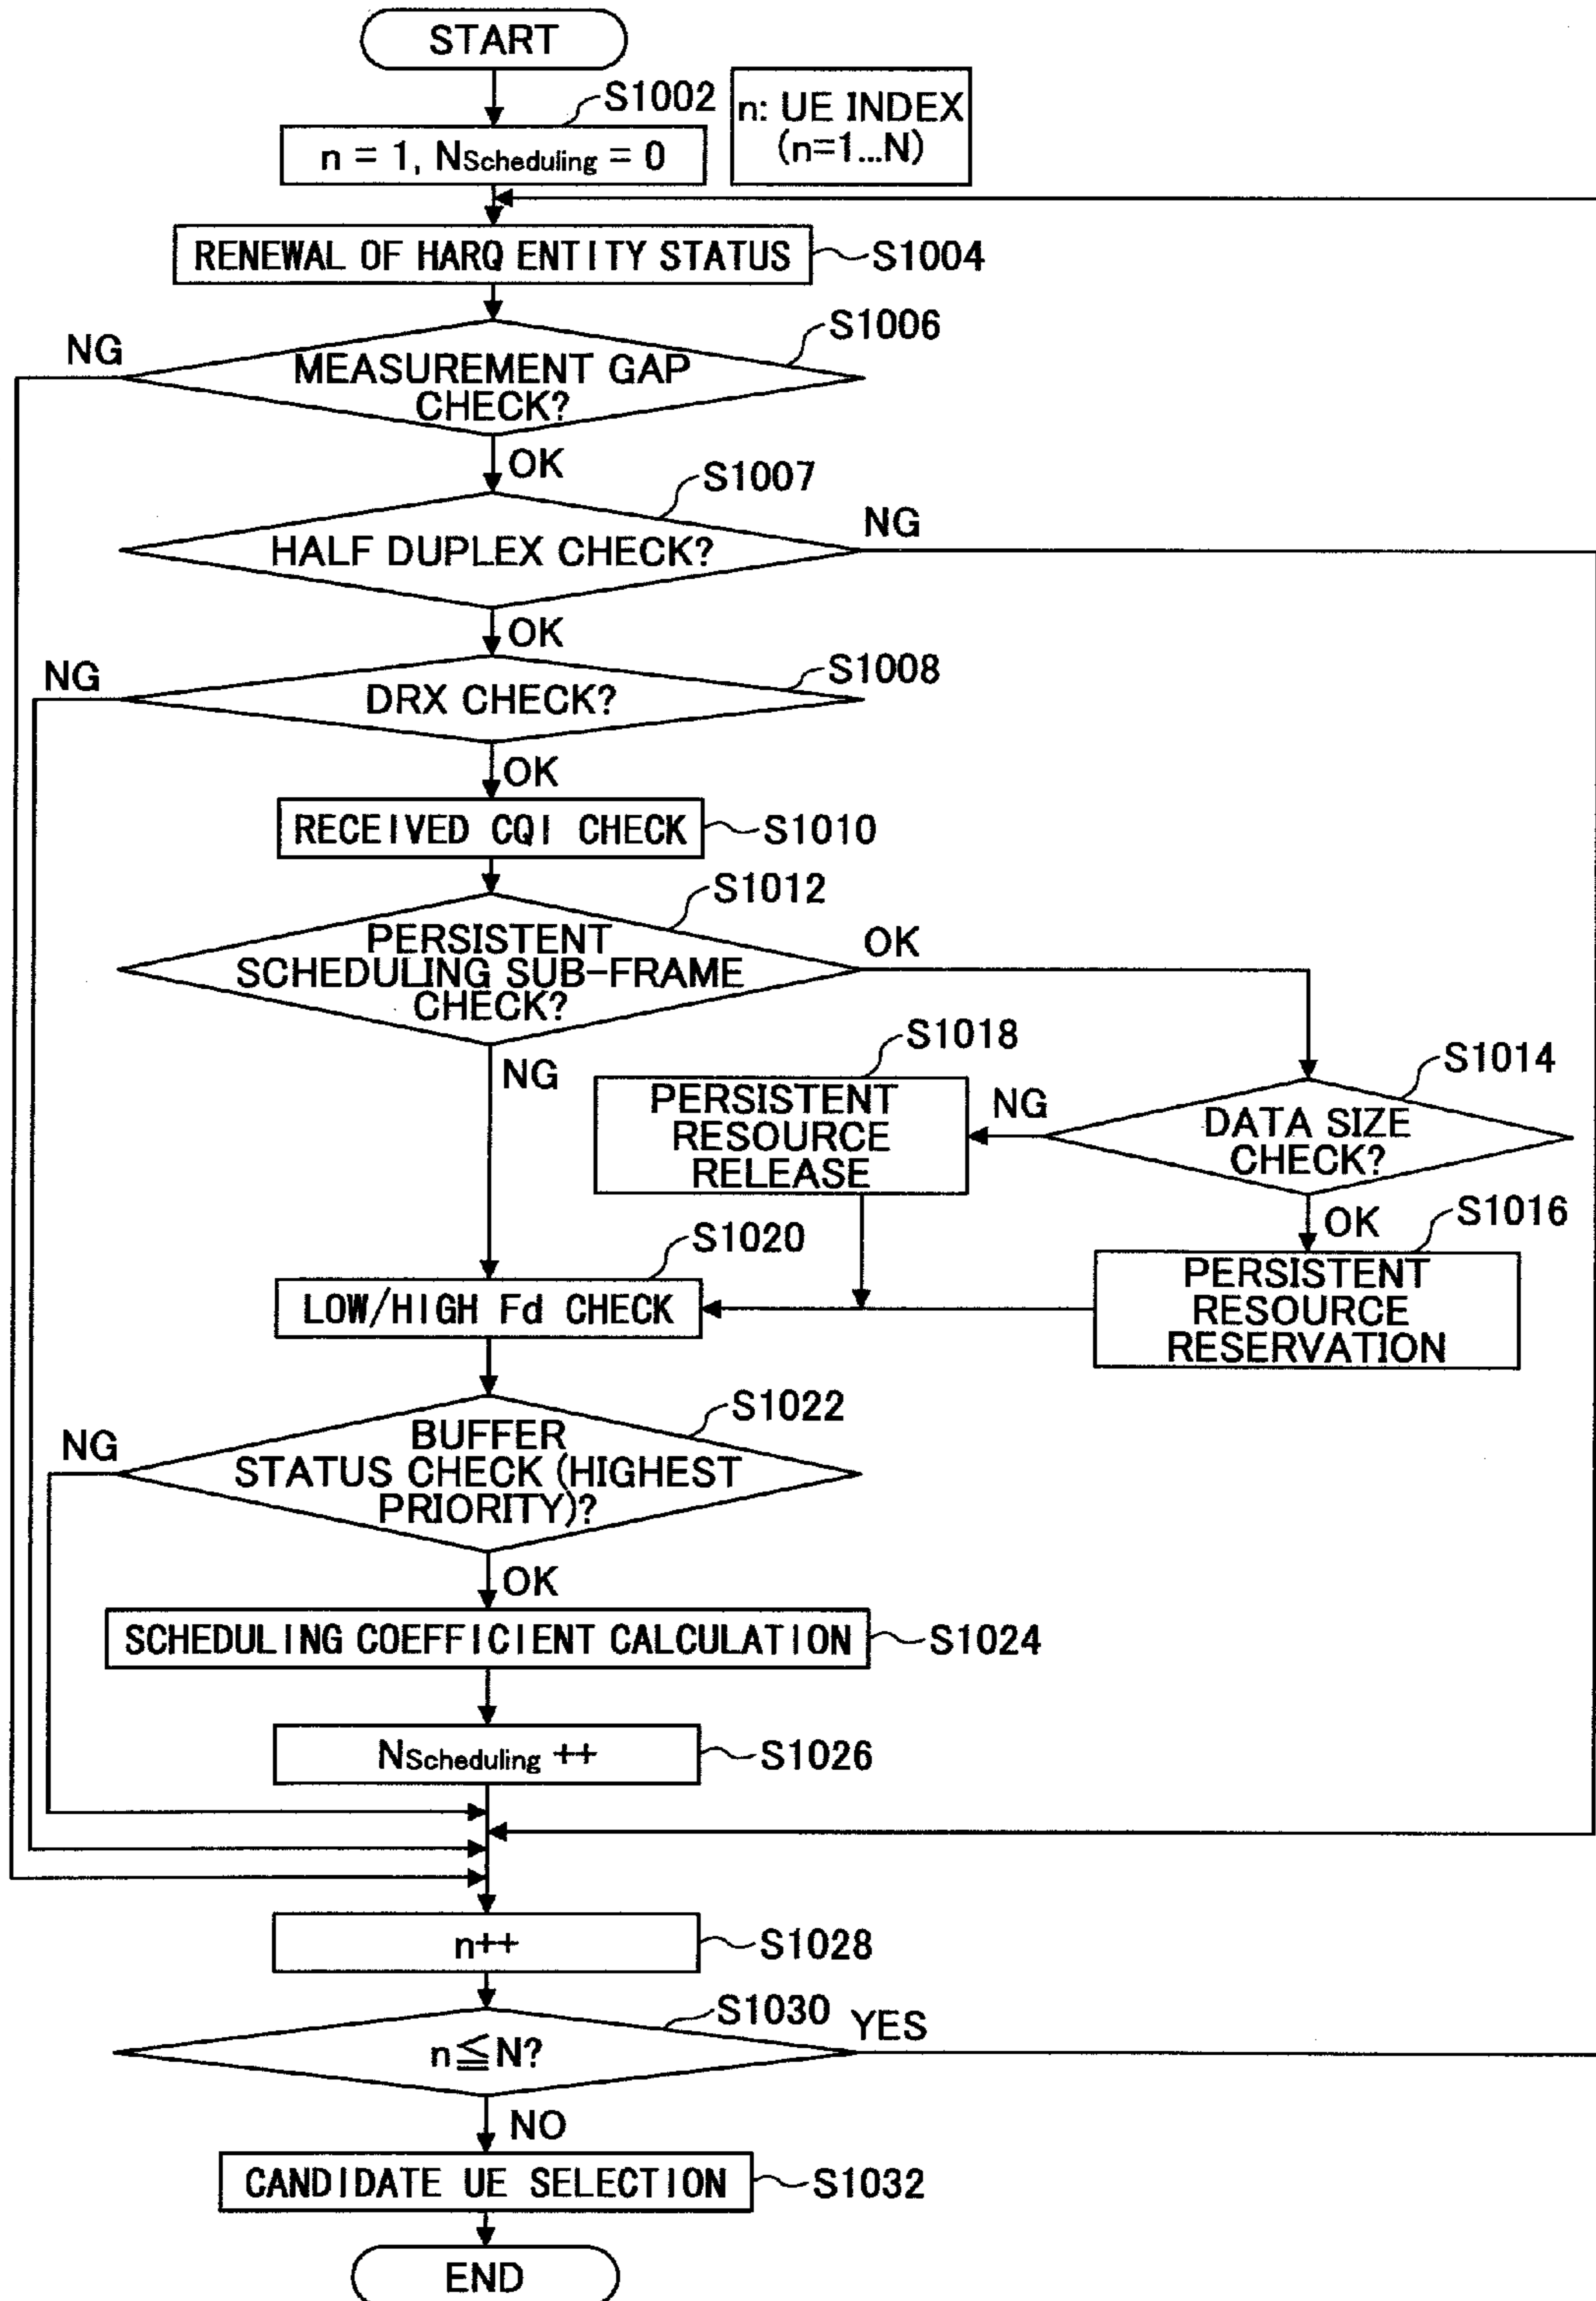 START
S1002
n = 1, NScheduling = 0
n: UE INDEX
(n=1...N)
RENEWAL OF HARQ ENTITY STATUS
S1004
S1006
NG
MEASUREMENT GAP
CHECK?
OK
S1007
NG
HALF DUPLEX CHECK?
OK
S1008
NG
DRX CHECK?
OK
RECEIVED CQI CHECK
S1010
S1012
PERSISTENT
SCHEDULING SUB-FRAME
CHECK?
OK
NG
S1018
PERSISTENT
RESOURCE
RELEASE
NG
S1014
DATA SIZE
CHECK?
OK
S1016
PERSISTENT
RESOURCE
RESERVATION
S1020
LOW/HIGH Fd CHECK
S1022
NG
BUFFER
STATUS CHECK (HIGHEST
PRIORITY)?
OK
SCHEDULING COEFFICIENT CALCULATION
S1024
NScheduling ++
S1026
n++
S1028
S1030
YES
n≦N?
NO
CANDIDATE UE SELECTION
S1032
END